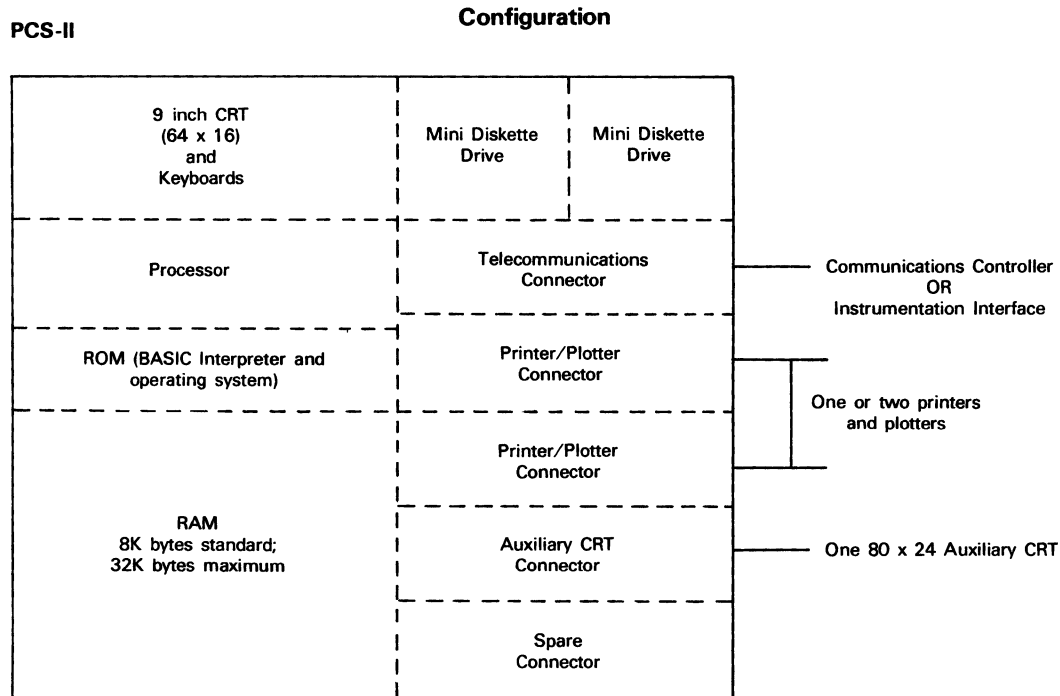 Configuration
PCS-II
9 inch CRT
(64 x 16)
and
Keyboards
Mini Diskette
Drive
Mini Diskette
Drive
Processor
Telecommunications
Connector
Communications Controller
OR
Instrumentation Interface
ROM (BASIC Interpreter and
operating system)
Printer/Plotter
Connector
One or two printers
and plotters
Printer/Plotter
Connector
RAM
8K bytes standard;
32K bytes maximum
Auxiliary CRT
Connector
One 80 x 24 Auxiliary CRT
Spare
Connector